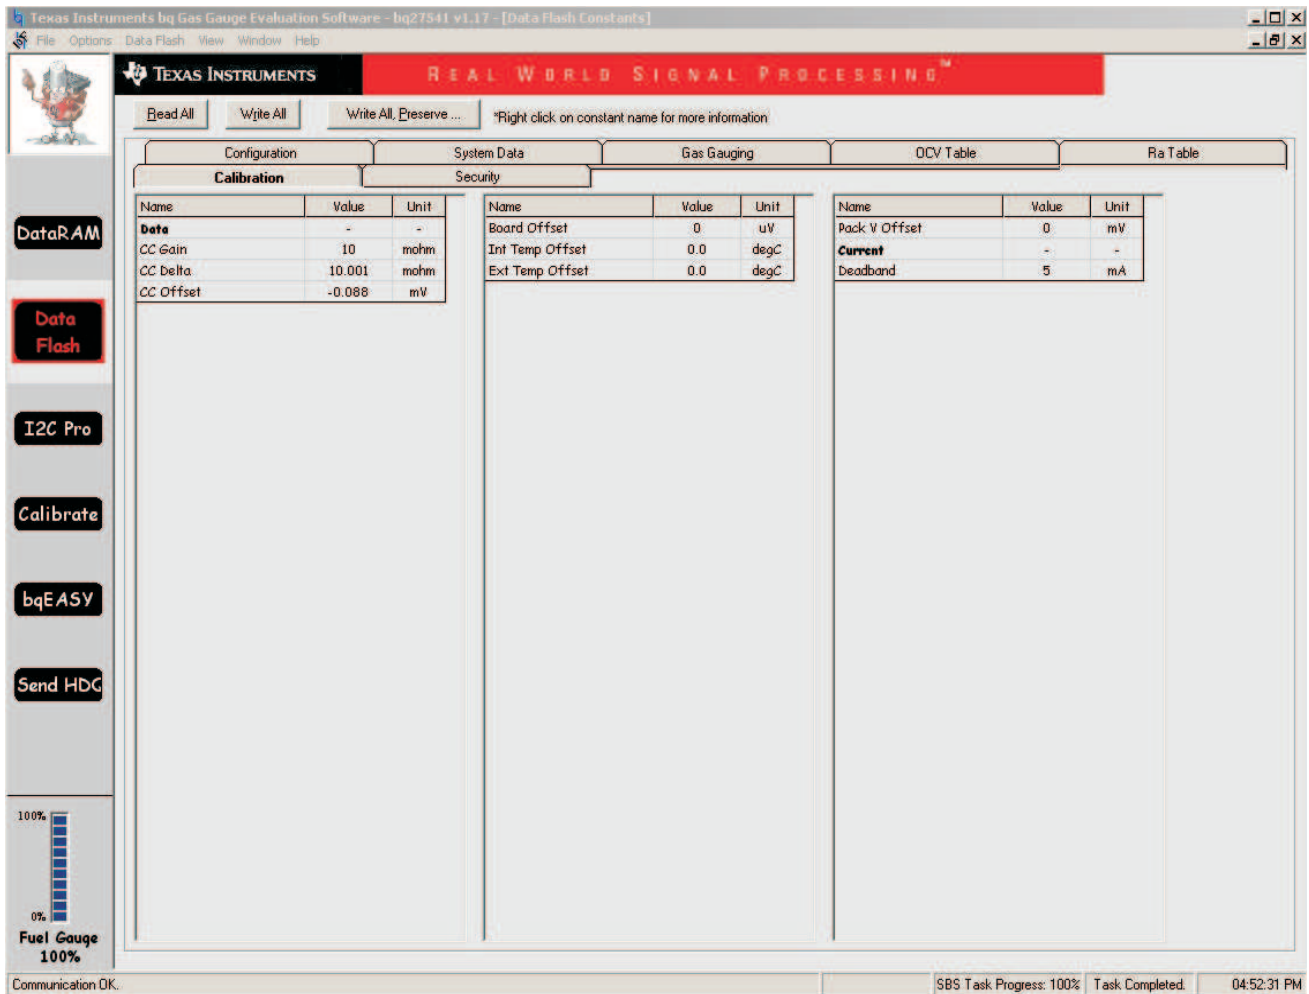 Texas Instruments bq Gas Gauge Evaluation Software - bq27541 v1.17 - [Data Flash Constants]
File Options Data Flash View Window Help
TEXAS INSTRUMENTS REAL WORLD SIGNAL PROCESSING™
Read All Write All Write All, Preserve ... *Right click on constant name for more information
Configuration System Data Gas Gauging OCV Table Ra Table
Calibration Security
Name Value Unit Name Value Unit Name Value Unit
Data - - Board Offset 0 uV Pack V Offset 0 mV
CC Gain 10 mohm Int Temp Offset 0.0 degC Current - -
CC Delta 10.001 mohm Ext Temp Offset 0.0 degC Deadband 5 mA
CC Offset -0.088 mV
DataRAM
Data
Flash
I2C Pro
Calibrate
bqEASY
Send HDQ
100%
0%
Fuel Gauge
100%
Communication OK. SBS Task Progress: 100% Task Completed. 04:52:31 PM